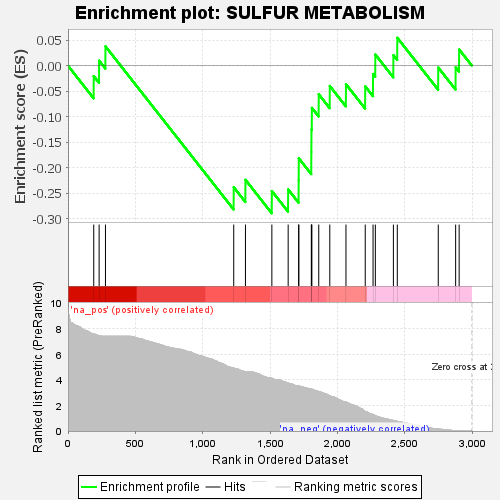 Enrichment plot: SULFUR METABOLISM
Enrichment score (ES)
0.05
0.00
-0.05
-0.10
-0.15
-0.20
-0.25
-0.30
'na_pos' (positively correlated)
Ranked list metric (PreRanked)
10
8
6
4
2
0
Zero cross at
'na_neg' (negatively correlated)
0
500
1,000
1,500
2,000
2,500
3,000
Rank in Ordered Dataset
Enrichment profile
Hits
Ranking metric scores